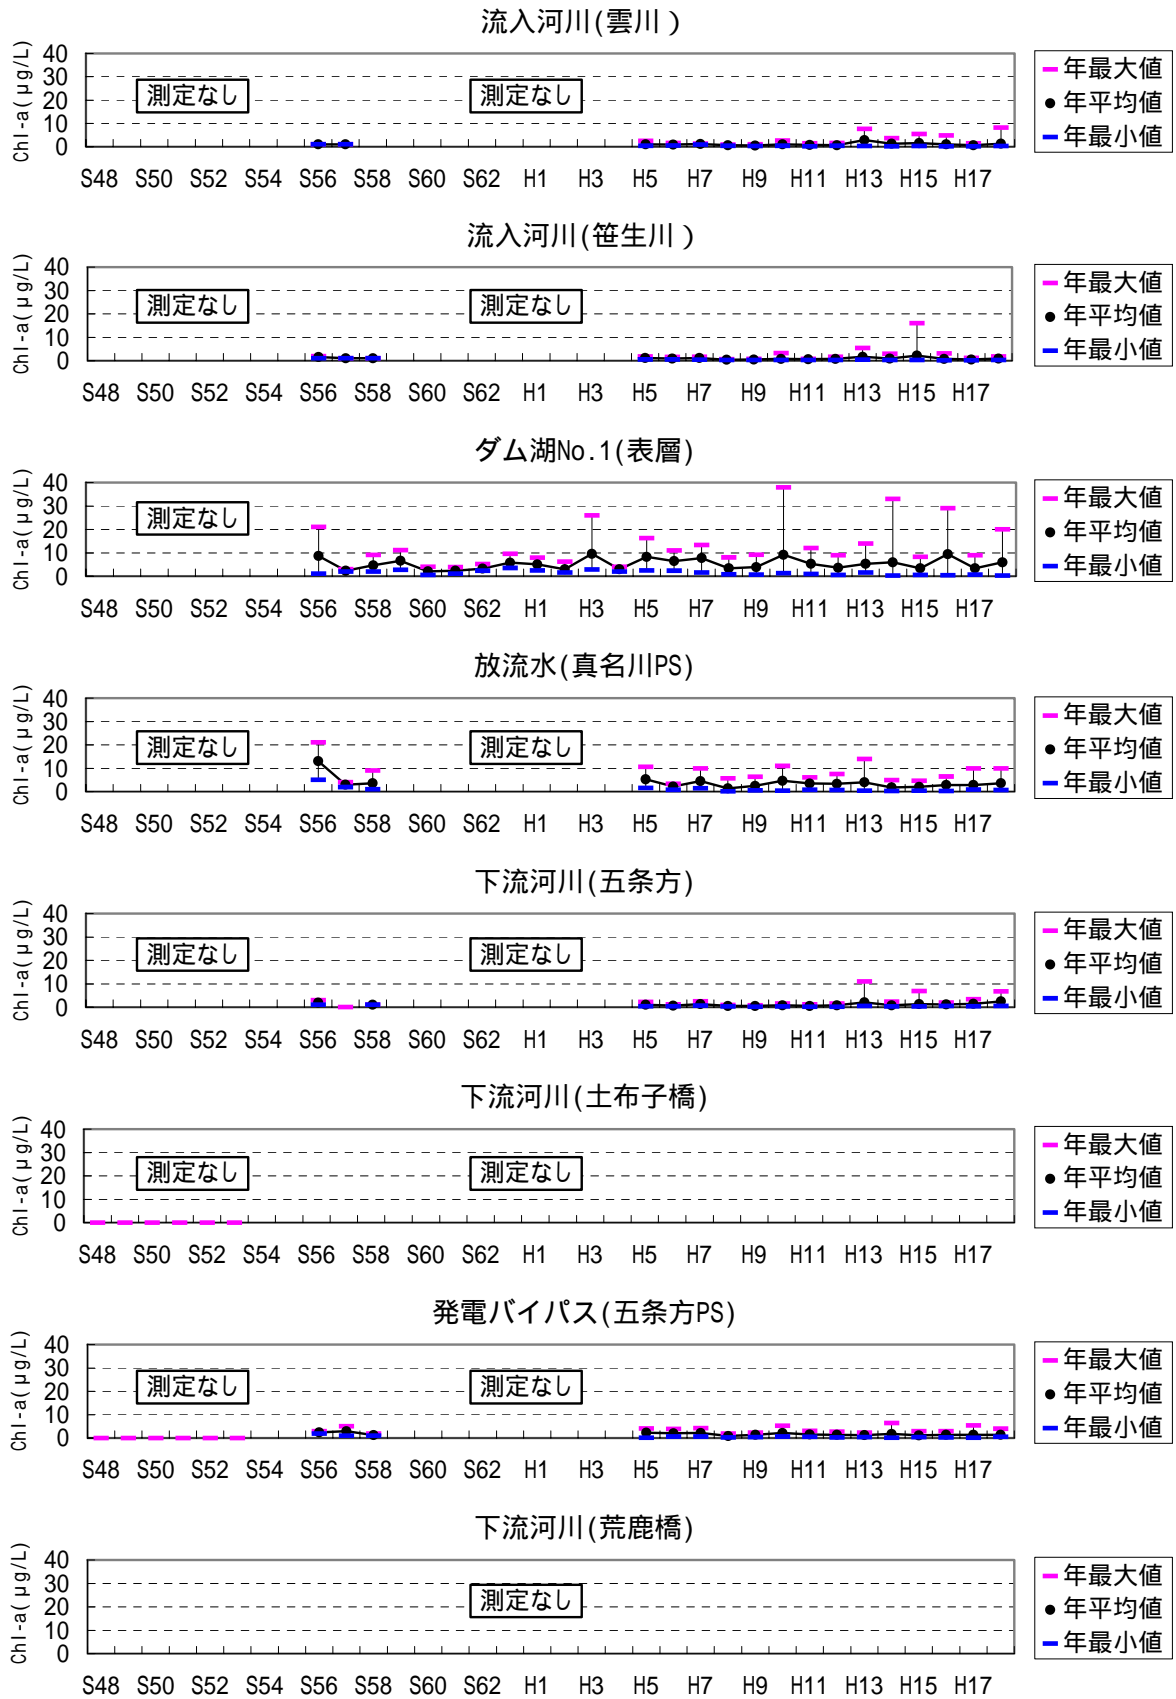 流入河川(雲川)
Chl-a(μg/L)
40
30
20
10
0
測定なし
測定なし
年最大値
年平均値
年最小値
S48 S50 S52 S54 S56 S58 S60 S62 H1 H3 H5 H7 H9 H11 H13 H15 H17
流入河川(笹生川)
Chl-a(μg/L)
40
30
20
10
0
測定なし
測定なし
年最大値
年平均値
年最小値
S48 S50 S52 S54 S56 S58 S60 S62 H1 H3 H5 H7 H9 H11 H13 H15 H17
ダム湖No.1(表層)
Chl-a(μg/L)
40
30
20
10
0
測定なし
年最大値
年平均値
年最小値
S48 S50 S52 S54 S56 S58 S60 S62 H1 H3 H5 H7 H9 H11 H13 H15 H17
放流水(真名川PS)
Chl-a(μg/L)
40
30
20
10
0
測定なし
測定なし
年最大値
年平均値
年最小値
S48 S50 S52 S54 S56 S58 S60 S62 H1 H3 H5 H7 H9 H11 H13 H15 H17
下流河川(五条方)
Chl-a(μg/L)
40
30
20
10
0
測定なし
測定なし
年最大値
年平均値
年最小値
S48 S50 S52 S54 S56 S58 S60 S62 H1 H3 H5 H7 H9 H11 H13 H15 H17
下流河川(土布子橋)
Chl-a(μg/L)
40
30
20
10
0
測定なし
測定なし
年最大値
年平均値
年最小値
S48 S50 S52 S54 S56 S58 S60 S62 H1 H3 H5 H7 H9 H11 H13 H15 H17
発電バイパス(五条方PS)
Chl-a(μg/L)
40
30
20
10
0
測定なし
測定なし
年最大値
年平均値
年最小値
S48 S50 S52 S54 S56 S58 S60 S62 H1 H3 H5 H7 H9 H11 H13 H15 H17
下流河川(荒鹿橋)
Chl-a(μg/L)
40
30
20
10
0
測定なし
年最大値
年平均値
年最小値
S48 S50 S52 S54 S56 S58 S60 S62 H1 H3 H5 H7 H9 H11 H13 H15 H17